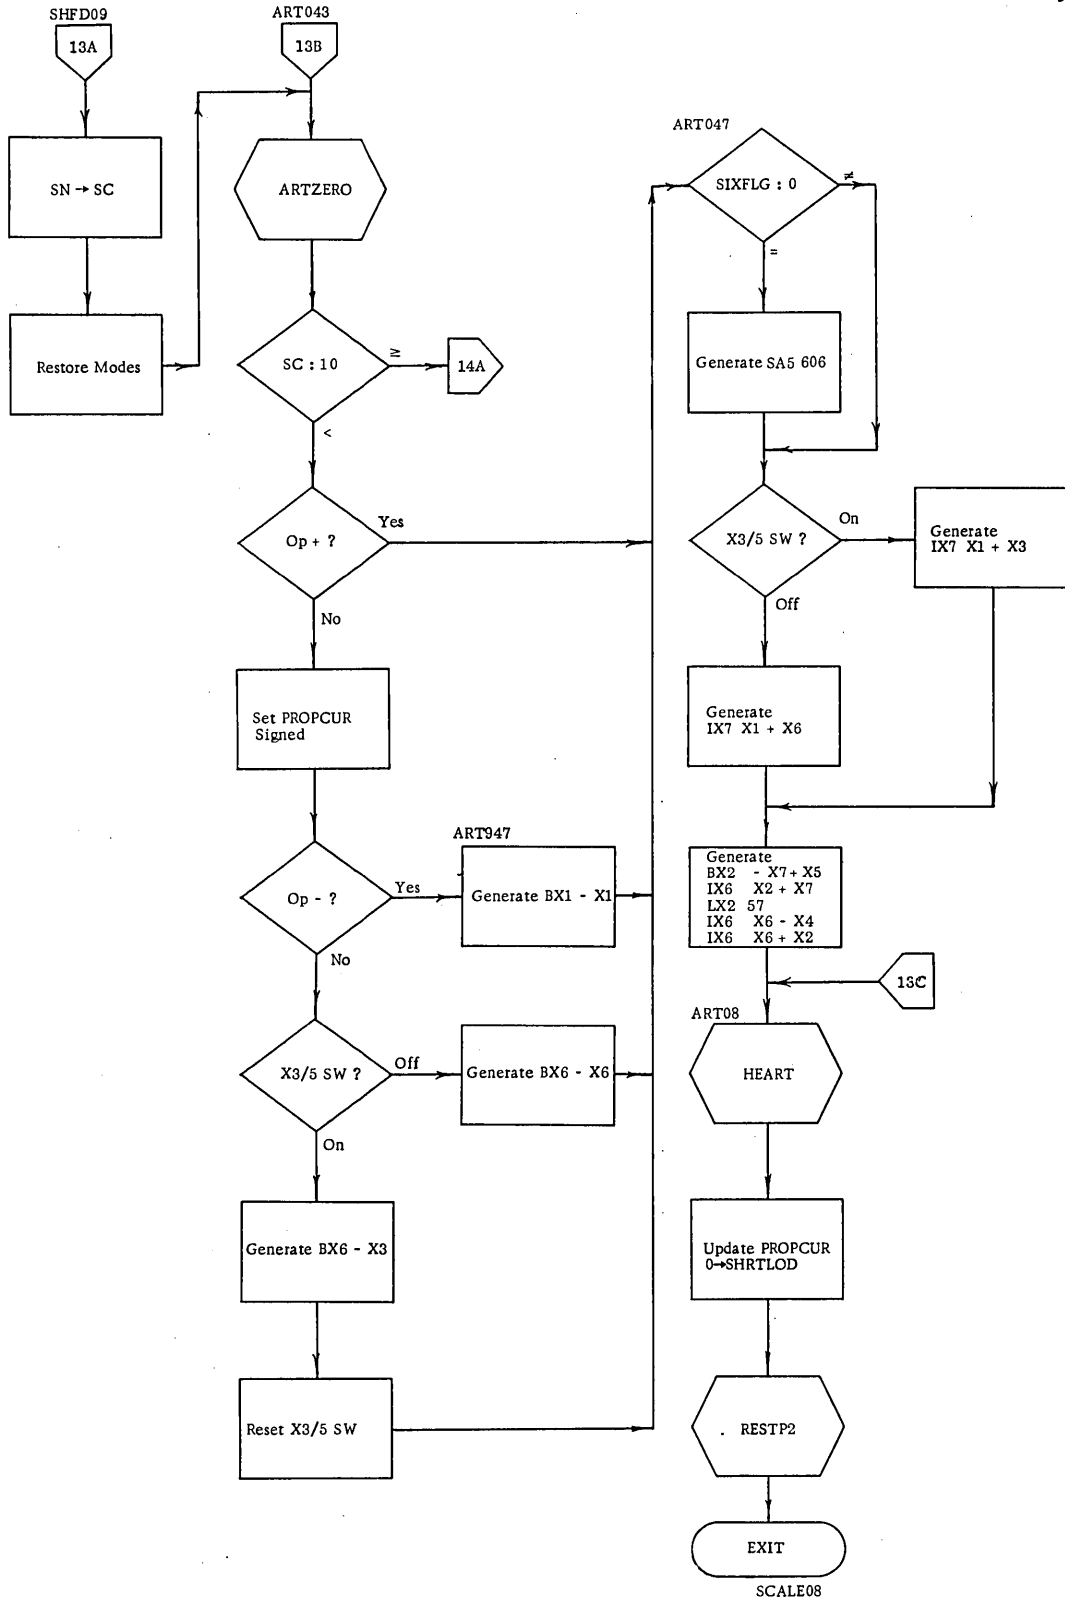 SHFD09
13A
SN → SC
Restore Modes
ART043
13B
ARTZERO
SC : 10
≥
14A
<
Op + ?
Yes
No
Set PROPCUR
Signed
Op - ?
Yes
ART947
Generate BX1 - X1
No
X3/5 SW ?
Off
Generate BX6 - X6
On
Generate BX6 - X3
Reset X3/5 SW
ART047
SIXFLG : 0
≠
=
Generate SA5 606
X3/5 SW ?
On
Generate
IX7 X1 + X3
Off
Generate
IX7 X1 + X6
Generate
BX2 - X7 + X5
IX6 X2 + X7
LX2 57
IX6 X6 - X4
IX6 X6 + X2
13C
ART08
HEART
Update PROPCUR
0→SHRTLOD
RESTP2
EXIT
SCALE08